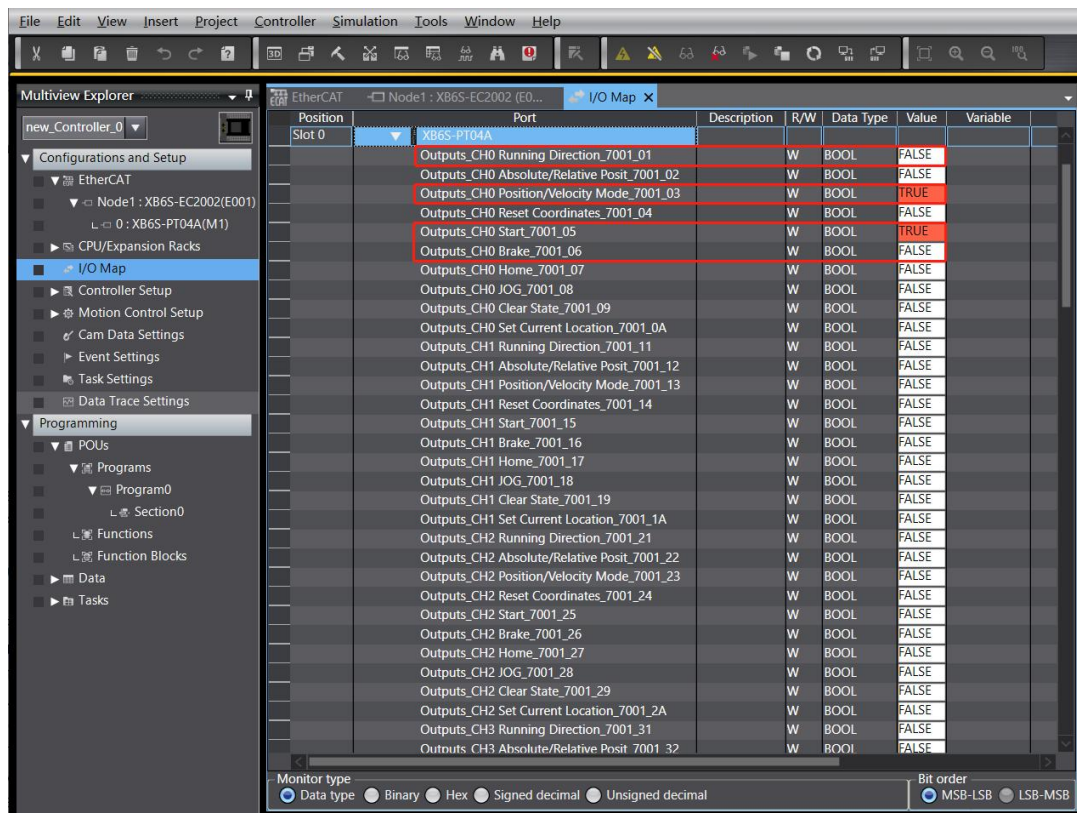 File Edit View Insert Project Controller Simulation Tools Window Help
Multiview Explorer
new_Controller_0
Configurations and Setup
EtherCAT
Node1 : XB6S-EC2002(E001)
0 : XB6S-PT04A(M1)
CPU/Expansion Racks
I/O Map
Controller Setup
Motion Control Setup
Cam Data Settings
Event Settings
Task Settings
Data Trace Settings
Programming
POUs
Programs
Program0
Section0
Functions
Function Blocks
Data
Tasks
EtherCAT Node1 : XB6S-EC2002 (E0... I/O Map
Position Port Description R/W Data Type Value Variable
Slot 0 XB6S-PT04A
Outputs_CH0 Running Direction_7001_01 W BOOL FALSE
Outputs_CH0 Absolute/Relative Posit_7001_02 W BOOL FALSE
Outputs_CH0 Position/Velocity Mode_7001_03 W BOOL TRUE
Outputs_CH0 Reset Coordinates_7001_04 W BOOL FALSE
Outputs_CH0 Start_7001_05 W BOOL TRUE
Outputs_CH0 Brake_7001_06 W BOOL FALSE
Outputs_CH0 Home_7001_07 W BOOL FALSE
Outputs_CH0 JOG_7001_08 W BOOL FALSE
Outputs_CH0 Clear State_7001_09 W BOOL FALSE
Outputs_CH0 Set Current Location_7001_0A W BOOL FALSE
Outputs_CH1 Running Direction_7001_11 W BOOL FALSE
Outputs_CH1 Absolute/Relative Posit_7001_12 W BOOL FALSE
Outputs_CH1 Position/Velocity Mode_7001_13 W BOOL FALSE
Outputs_CH1 Reset Coordinates_7001_14 W BOOL FALSE
Outputs_CH1 Start_7001_15 W BOOL FALSE
Outputs_CH1 Brake_7001_16 W BOOL FALSE
Outputs_CH1 Home_7001_17 W BOOL FALSE
Outputs_CH1 JOG_7001_18 W BOOL FALSE
Outputs_CH1 Clear State_7001_19 W BOOL FALSE
Outputs_CH1 Set Current Location_7001_1A W BOOL FALSE
Outputs_CH2 Running Direction_7001_21 W BOOL FALSE
Outputs_CH2 Absolute/Relative Posit_7001_22 W BOOL FALSE
Outputs_CH2 Position/Velocity Mode_7001_23 W BOOL FALSE
Outputs_CH2 Reset Coordinates_7001_24 W BOOL FALSE
Outputs_CH2 Start_7001_25 W BOOL FALSE
Outputs_CH2 Brake_7001_26 W BOOL FALSE
Outputs_CH2 Home_7001_27 W BOOL FALSE
Outputs_CH2 JOG_7001_28 W BOOL FALSE
Outputs_CH2 Clear State_7001_29 W BOOL FALSE
Outputs_CH2 Set Current Location_7001_2A W BOOL FALSE
Outputs_CH3 Running Direction_7001_31 W BOOL FALSE
Outputs_CH3 Absolute/Relative Posit_7001_32 W BOOL FALSE
Monitor type
Data type Binary Hex Signed decimal Unsigned decimal
Bit order
MSB-LSB LSB-MSB